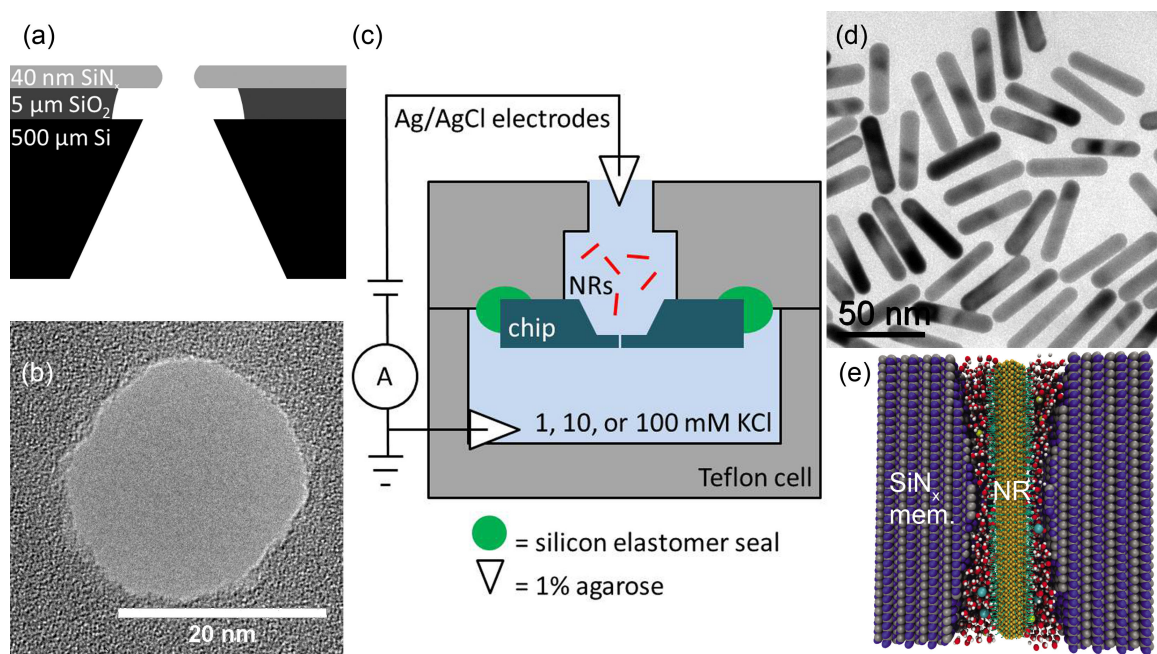 (a)
40 nm SiNₓ
5 µm SiO₂
500 µm Si
(b)
20 nm
(c)
Ag/AgCl electrodes
NRs
chip
A
1, 10, or 100 mM KCl
Teflon cell
= silicon elastomer seal
= 1% agarose
(d)
50 nm
(e)
SiNₓ
mem.
NR